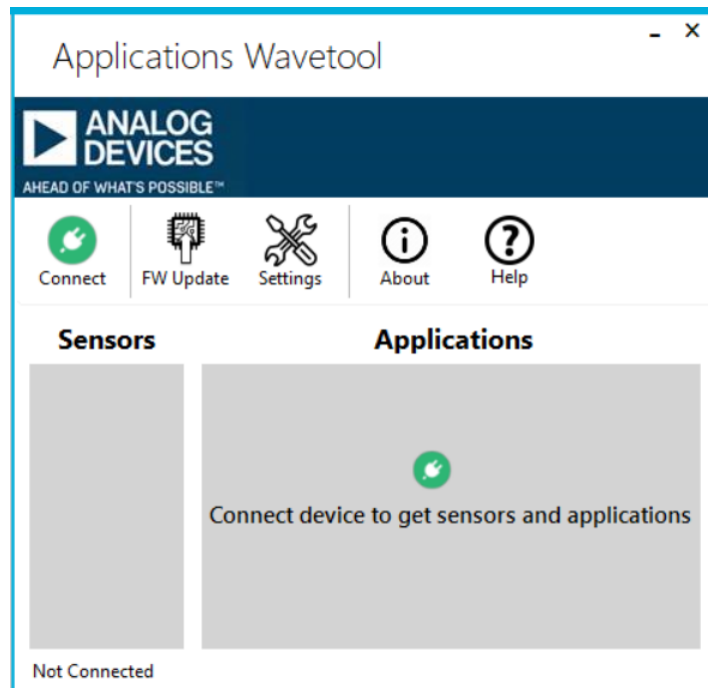 Applications Wavetool
ANALOG
DEVICES
AHEAD OF WHAT'S POSSIBLE™
Connect
FW Update
Settings
About
Help
Sensors
Applications
Connect device to get sensors and applications
Not Connected